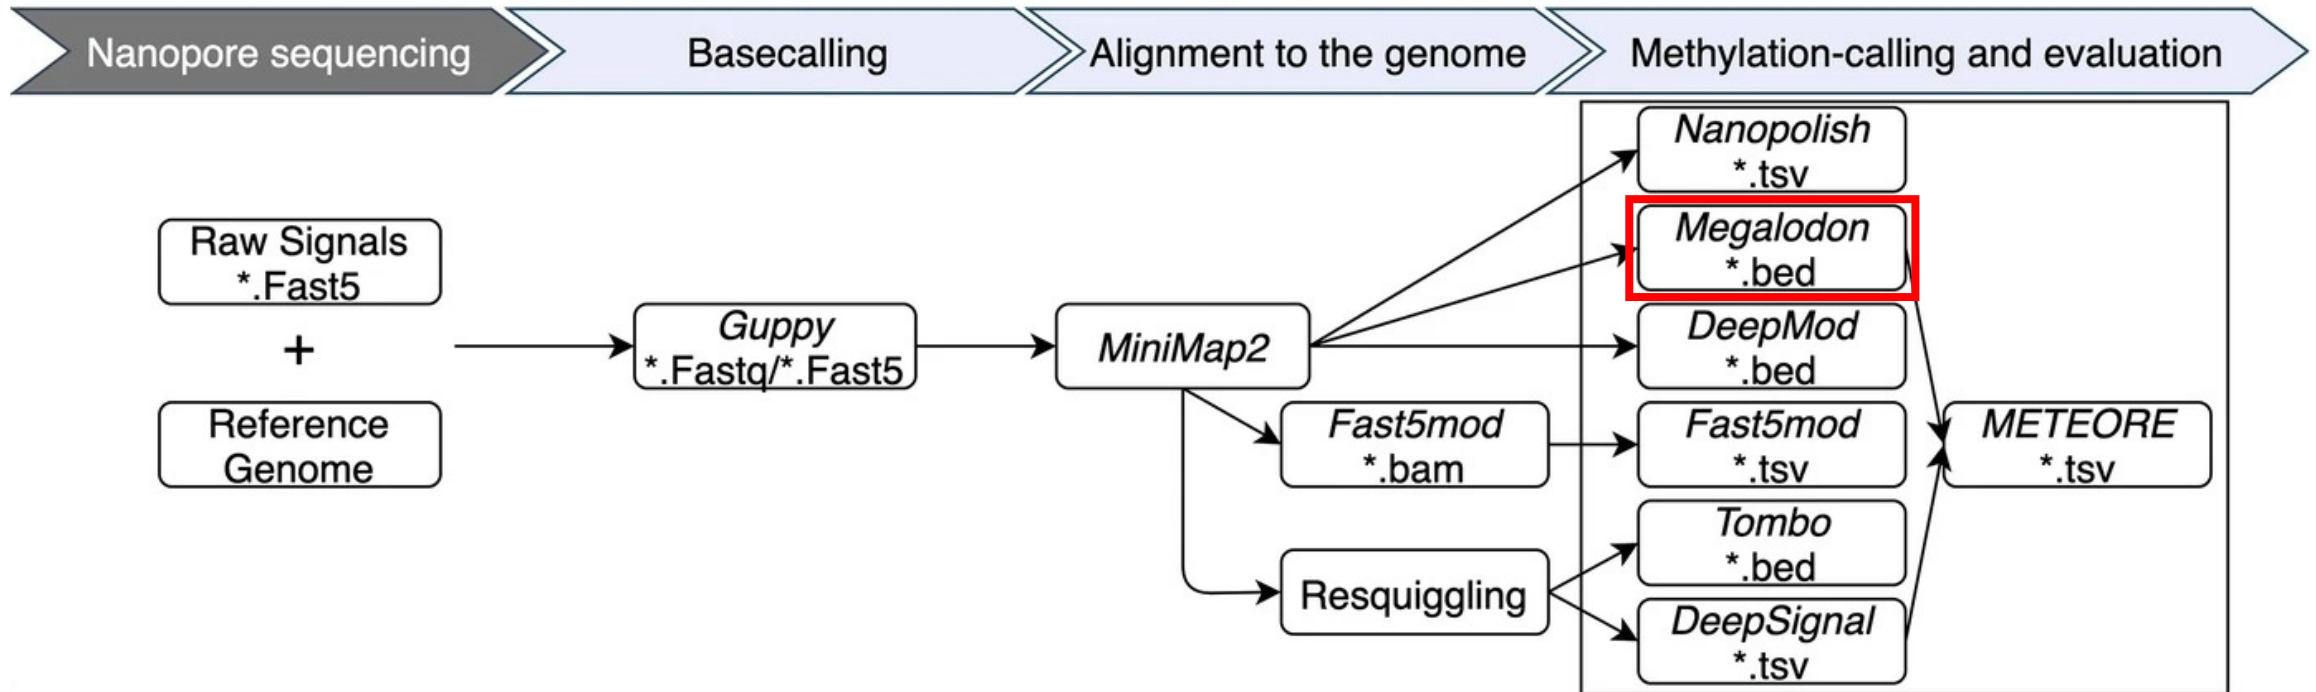 Nanopore sequencing
Basecalling
Alignment to the genome
Methylation-calling and evaluation
Raw Signals
*.Fast5
+
Reference
Genome
Guppy
*.Fastq/*.Fast5
MiniMap2
Fast5mod
*.bam
Resquiggling
Nanopolish
*.tsv
Megalodon
*.bed
DeepMod
*.bed
Fast5mod
*.tsv
Tombo
*.bed
DeepSignal
*.tsv
METEORE
*.tsv